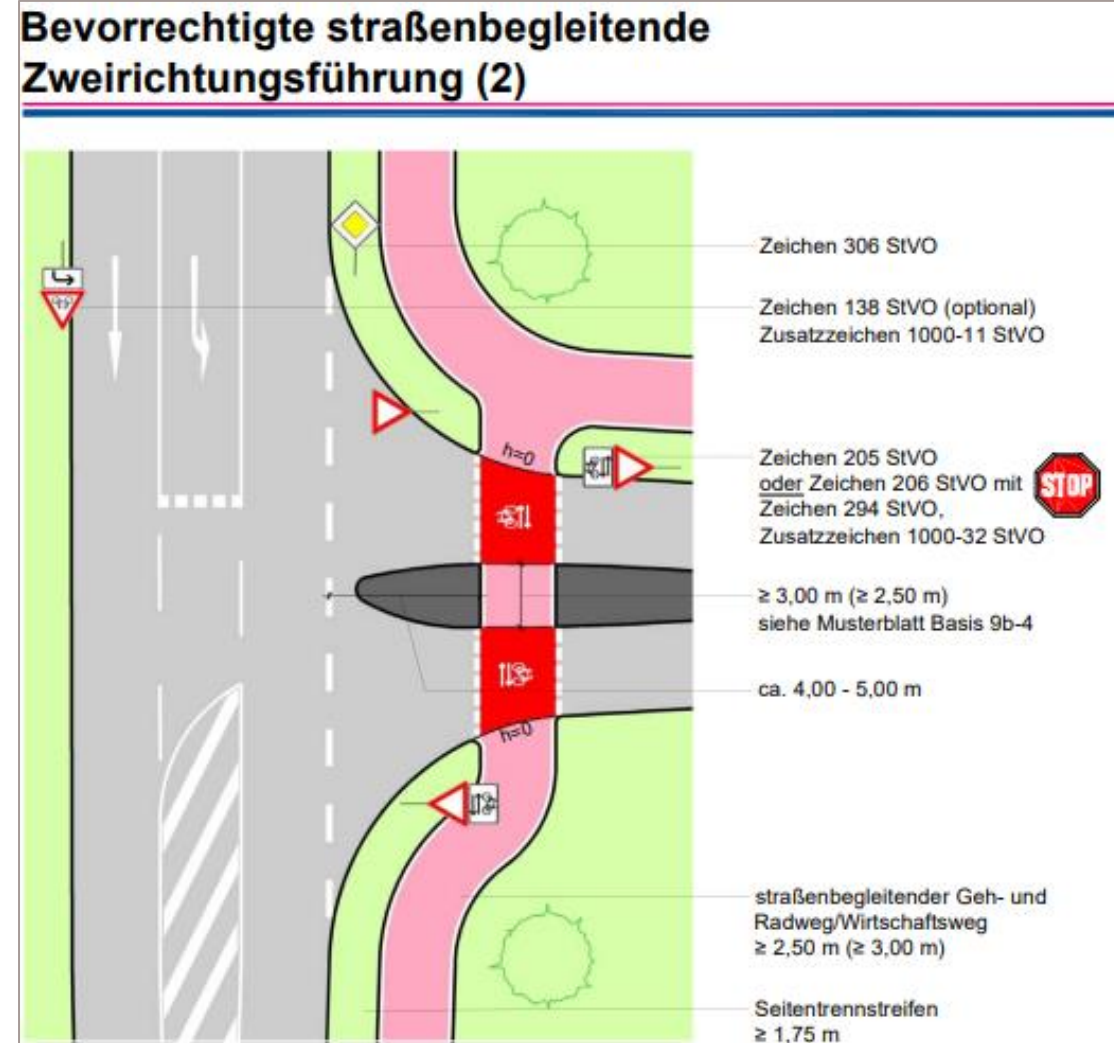 Bevorrechtigte straßenbegleitende
Zweirichtungsführung (2)
Zeichen 306 StVO
Zeichen 138 StVO (optional)
Zusatzzeichen 1000-11 StVO
h=0
Zeichen 205 StVO
oder Zeichen 206 StVO mit
Zeichen 294 StVO,
Zusatzzeichen 1000-32 StVO
STOP
≥ 3,00 m (≥ 2,50 m)
siehe Musterblatt Basis 9b-4
ca. 4,00 - 5,00 m
h=0
straßenbegleitender Geh- und
Radweg/Wirtschaftsweg
≥ 2,50 m (≥ 3,00 m)
Seitentrennstreifen
≥ 1,75 m